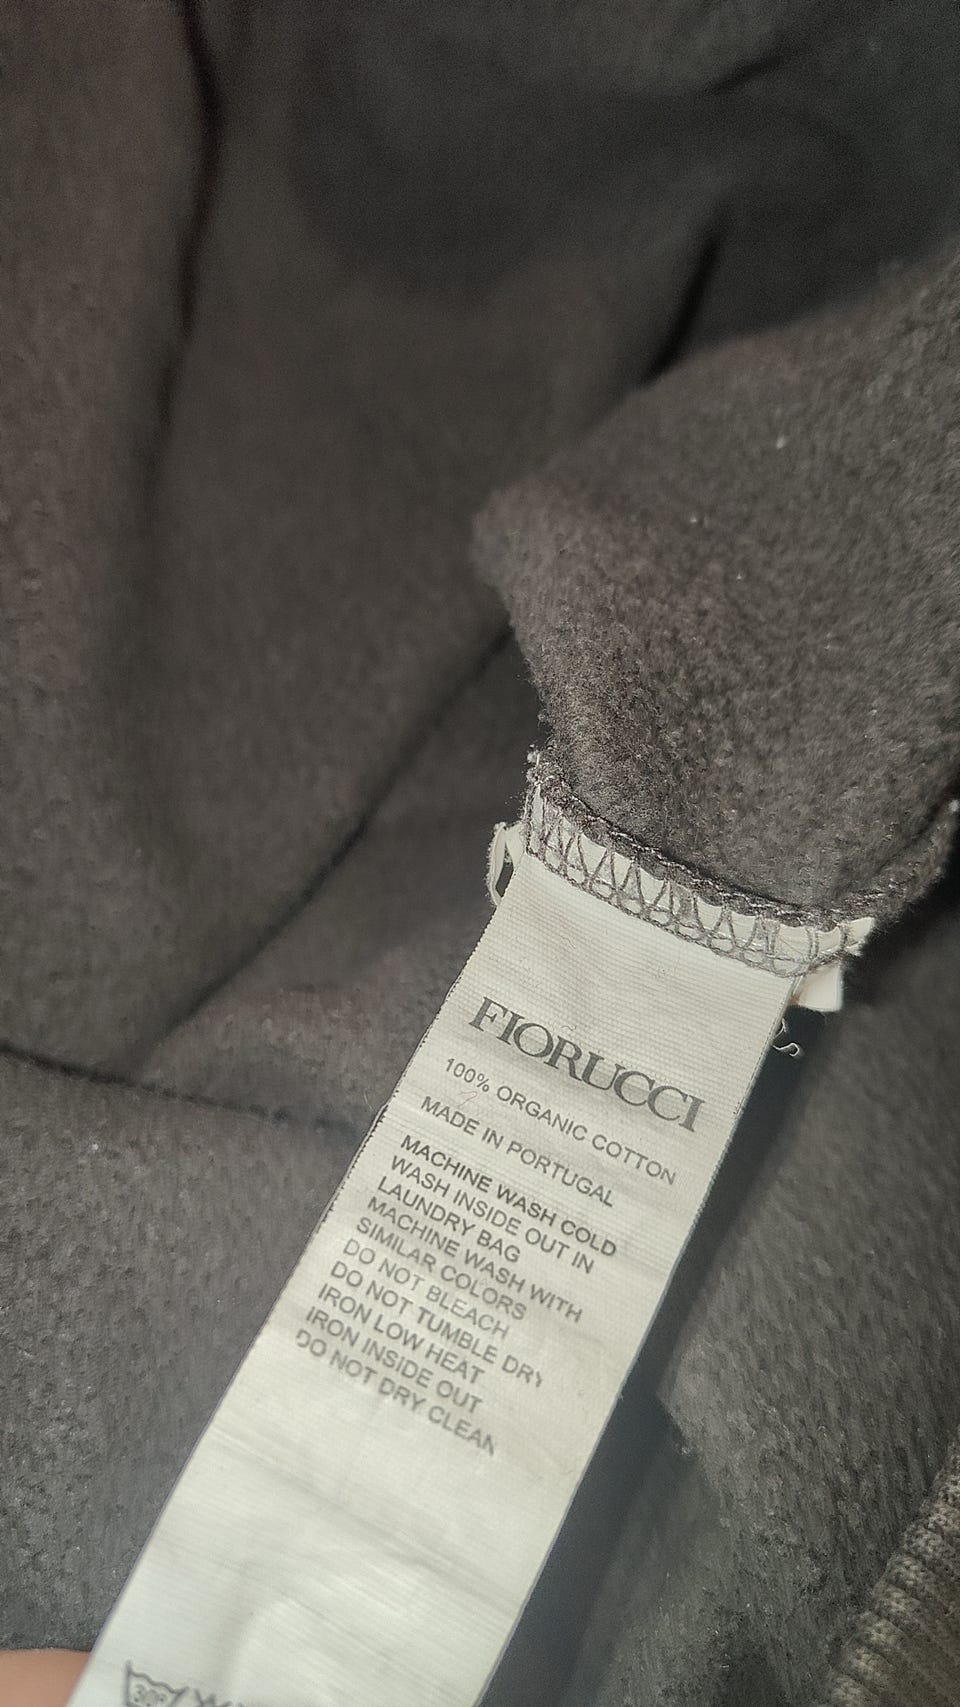 FIORUCCI
100% ORGANIC COTTON
MADE IN PORTUGAL
MACHINE WASH COLD
WASH INSIDE OUT IN
LAUNDRY BAG
MACHINE WASH WITH
SIMILAR COLORS
DO NOT BLEACH
DO NOT TUMBLE DRY
IRON LOW HEAT
IRON INSIDE OUT
DO NOT DRY CLEAN
30°